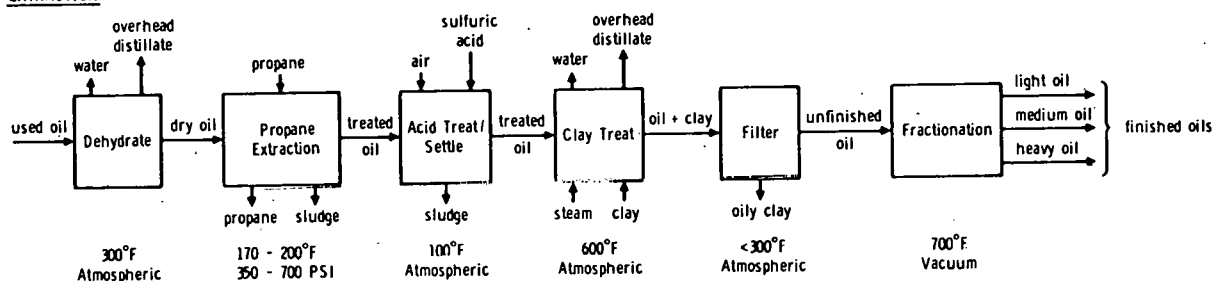 overhead
distillate
water
used oil
Dehydrate
dry oil
300°F
Atmospheric
propane
Propane
Extraction
treated
oil
propane
sludge
170 - 200°F
350 - 700 PSI
air
sulfuric
acid
Acid Treat/
Settle
treated
oil
sludge
100°F
Atmospheric
water
overhead
distillate
Clay Treat
oil + clay
steam
clay
600°F
Atmospheric
Filter
unfinished
oil
oily clay
<300°F
Atmospheric
Fractionation
light oil
medium oil
heavy oil
finished oils
700°F
Vacuum